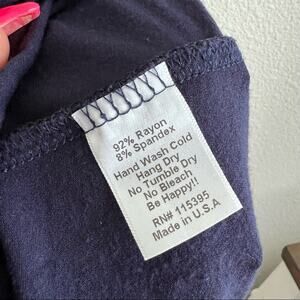 92% Rayon
8% Spandex
Hand Wash Cold
Hang Dry
No Tumble Dry
No Bleach
Be Happy!!
RN# 115395
Made in U.S.A